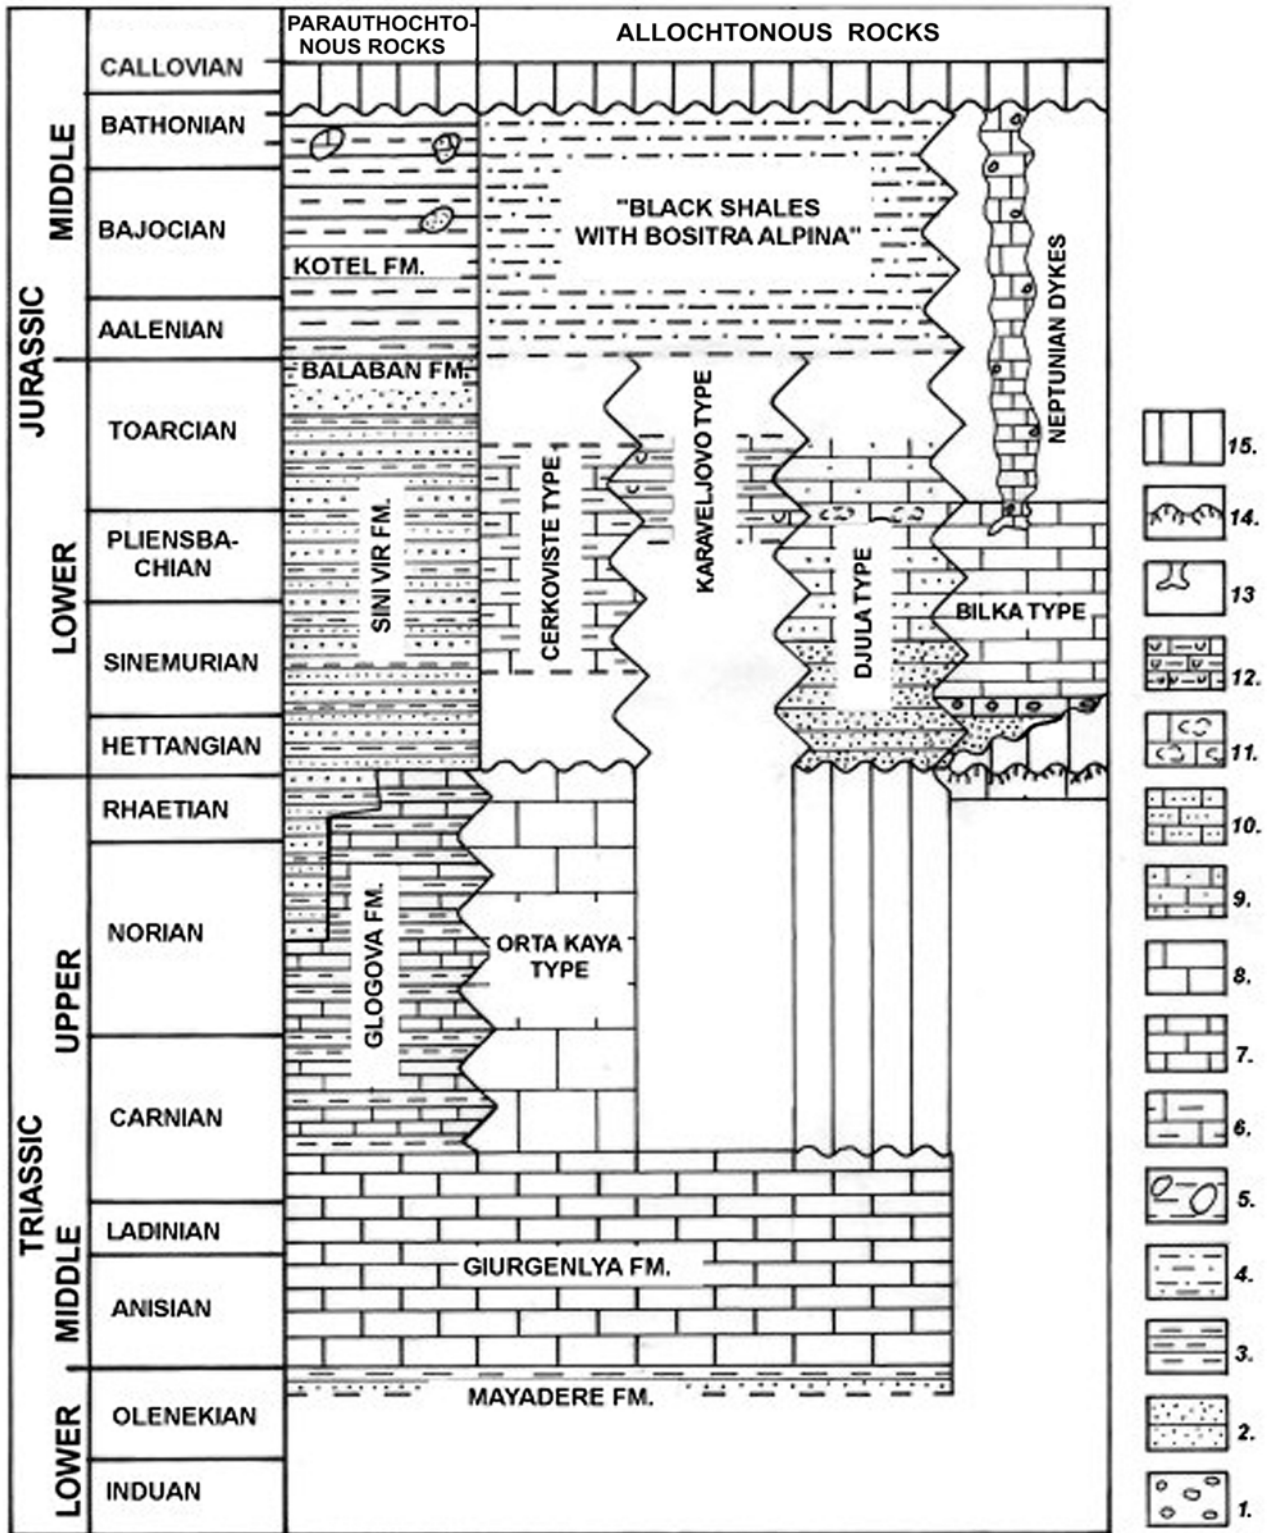 PARAUTHOCHTO-
NOUS ROCKS
ALLOCHTONOUS ROCKS
JURASSIC
MIDDLE
LOWER
CALLOVIAN
BATHONIAN
BAJOCIAN
AALENIAN
TOARCIAN
PLIENSBA-
CHIAN
SINEMURIAN
HETTANGIAN
TRIASSIC
UPPER
MIDDLE
LOWER
RHAETIAN
NORIAN
CARNIAN
LADINIAN
ANISIAN
OLENEKIAN
INDUAN
KOTEL FM.
BALABAN FM.
SINI VIR FM.
GLOGOVA FM.
"BLACK SHALES
WITH BOSITRA ALPINA"
CERKOVISTE TYPE
KARAVELJOVO TYPE
DJULA TYPE
BILKA TYPE
NEPTUNIAN DYKES
ORTA KAYA
TYPE
GIURGENLYA FM.
MAYADERE FM.
15.
14.
13
12.
11.
10.
9.
8.
7.
6.
5.
4.
3.
2.
1.